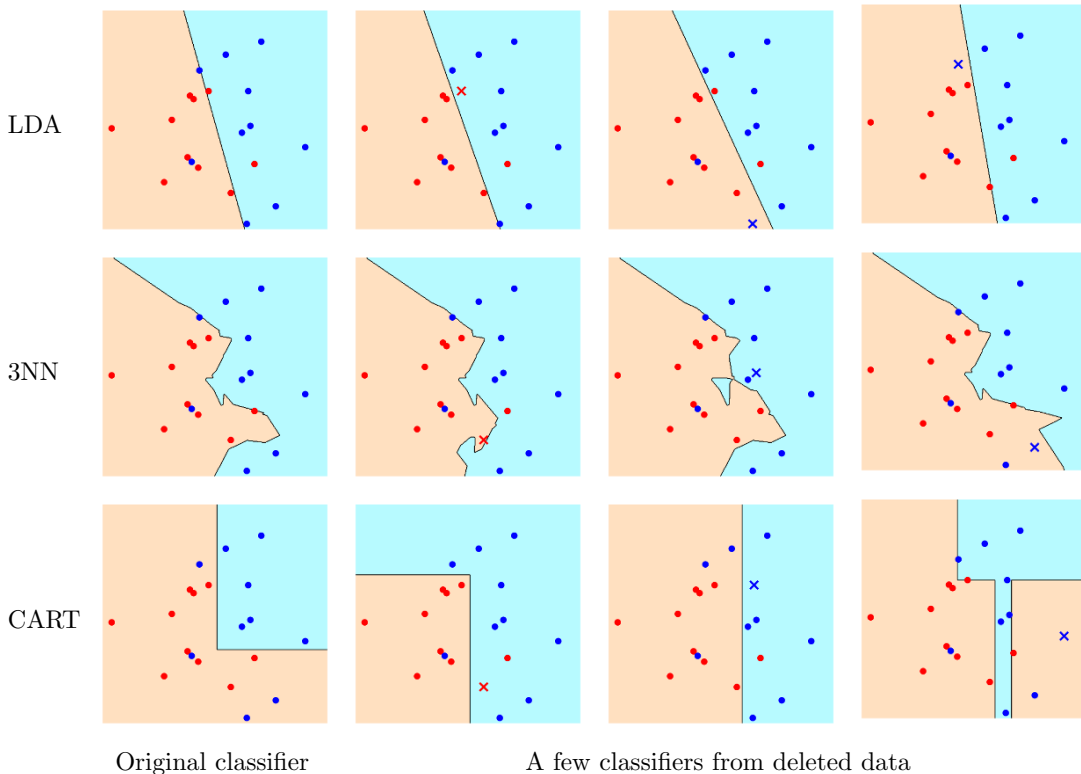 LDA
3NN
CART
Original classifier
A few classifiers from deleted data